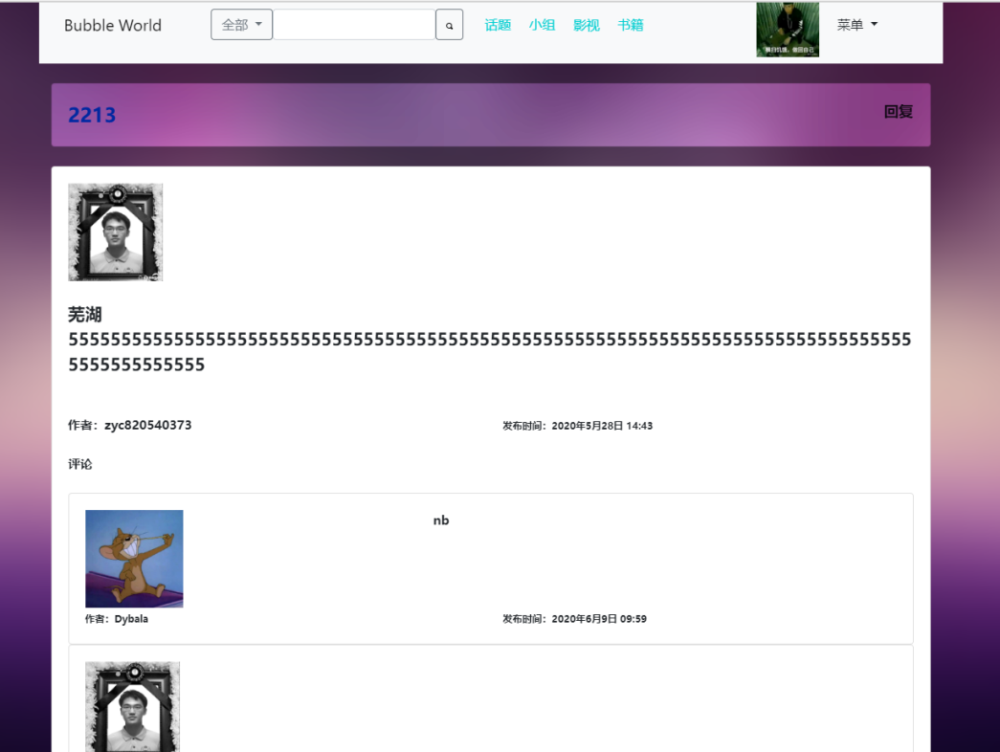 Bubble World 全部 话题 小组 影视 书籍 菜单
2213 回复
芜湖
55555555555555555555555555555555555555555555555555555555555555555555555555555555
5555555555555
作者：zyc820540373 发布时间：2020年5月28日 14:43
评论
nb
作者：Dybala 发布时间：2020年6月9日 09:59